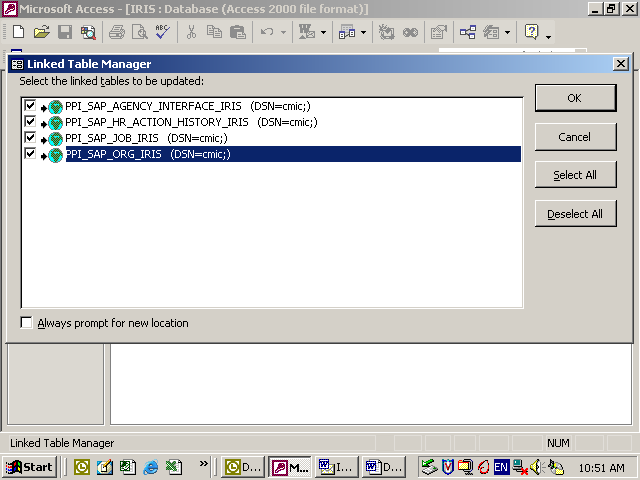 Microsoft Access - [IRIS : Database (Access 2000 file format)]
Linked Table Manager
Select the linked tables to be updated:
PPI_SAP_AGENCY_INTERFACE_IRIS (DSN=cmic;)
PPI_SAP_HR_ACTION_HISTORY_IRIS (DSN=cmic;)
PPI_SAP_JOB_IRIS (DSN=cmic;)
PPI_SAP_ORG_IRIS (DSN=cmic;)
OK
Cancel
Select All
Deselect All
Always prompt for new location
Linked Table Manager
NUM
Start
»
D...
M...
I...
D...
EN
10:51 AM